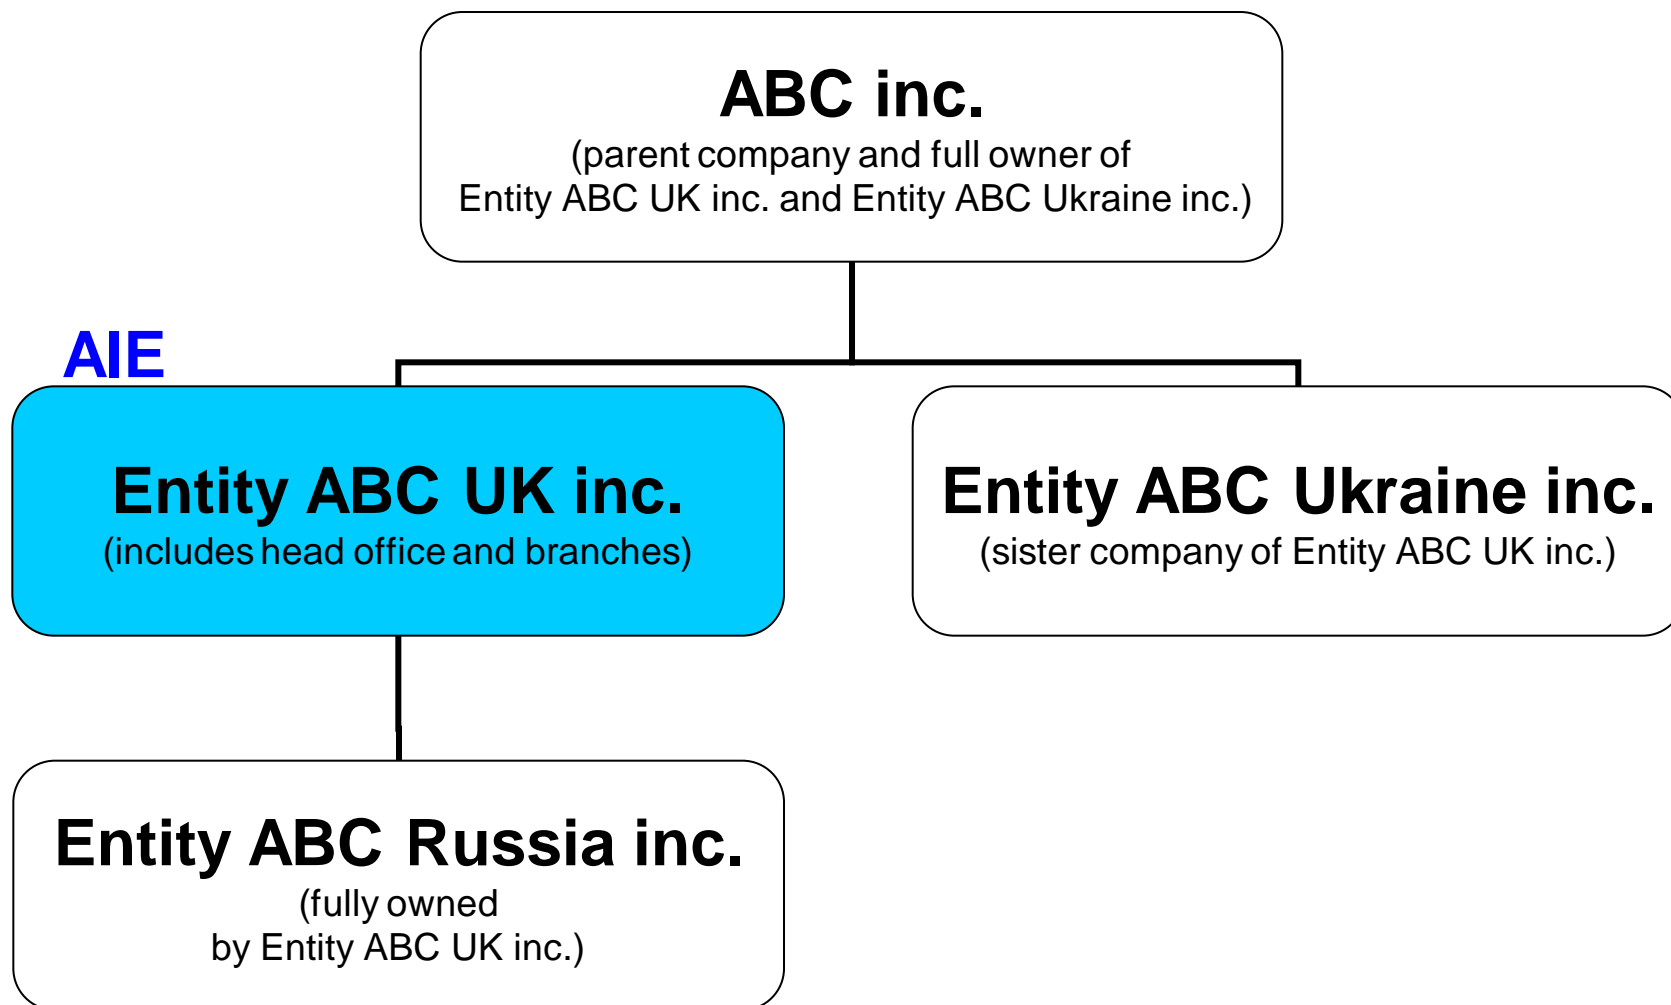 ABC inc.
(parent company and full owner of
Entity ABC UK inc. and Entity ABC Ukraine inc.)
AIE
Entity ABC UK inc.
(includes head office and branches)
Entity ABC Ukraine inc.
(sister company of Entity ABC UK inc.)
Entity ABC Russia inc.
(fully owned
by Entity ABC UK inc.)